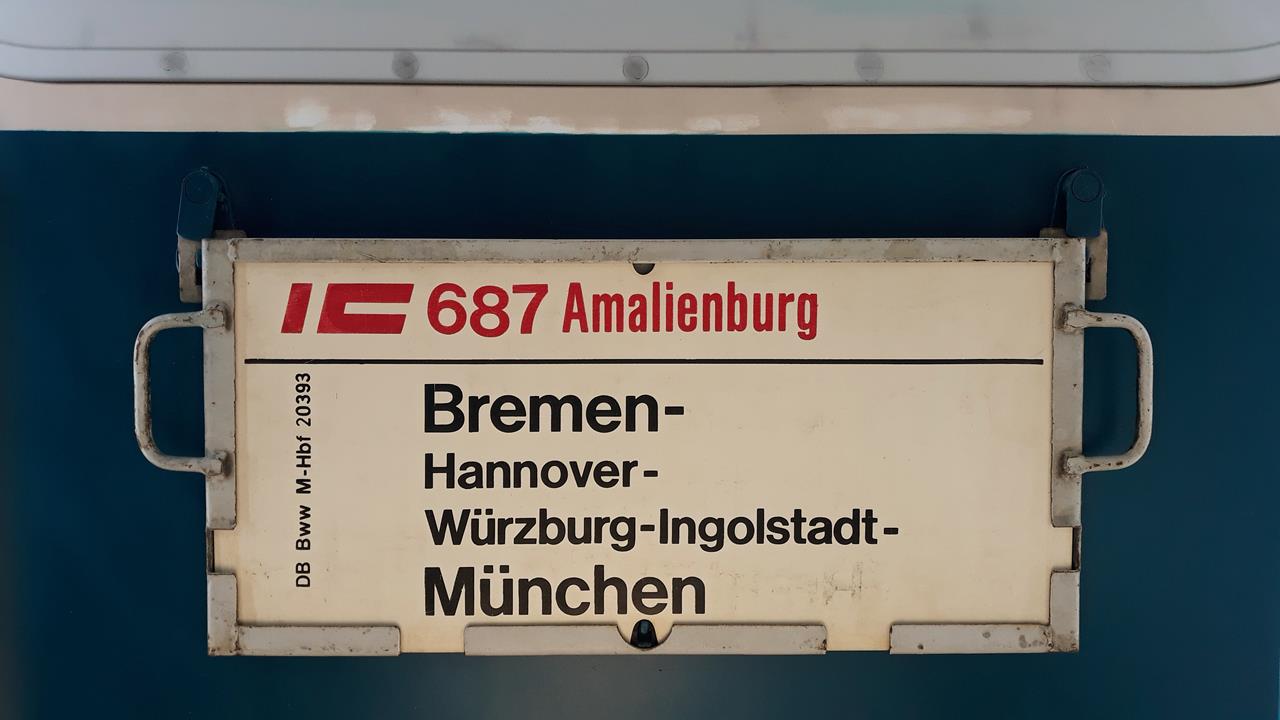 IC 687 Amalienburg
DB Bww M-Hbf 20393
Bremen-
Hannover-
Würzburg-Ingolstadt-
München